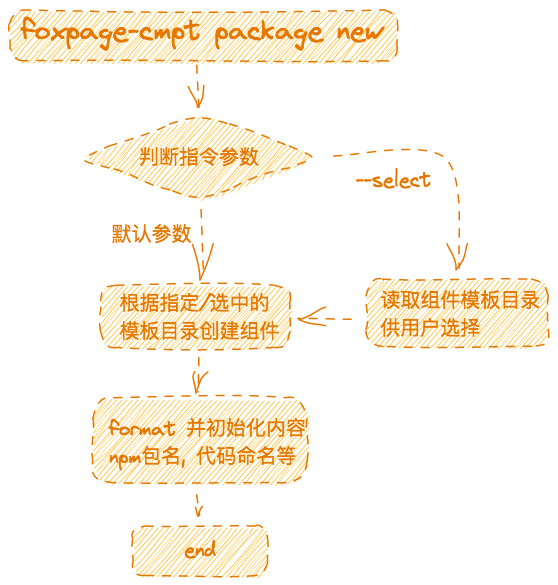 foxpage-cmpt package new
判断指令参数
--select
默认参数
根据指定/选中的
模板目录创建组件
读取组件模板目录
供用户选择
format 并初始化内容
npm包名, 代码命名等
end